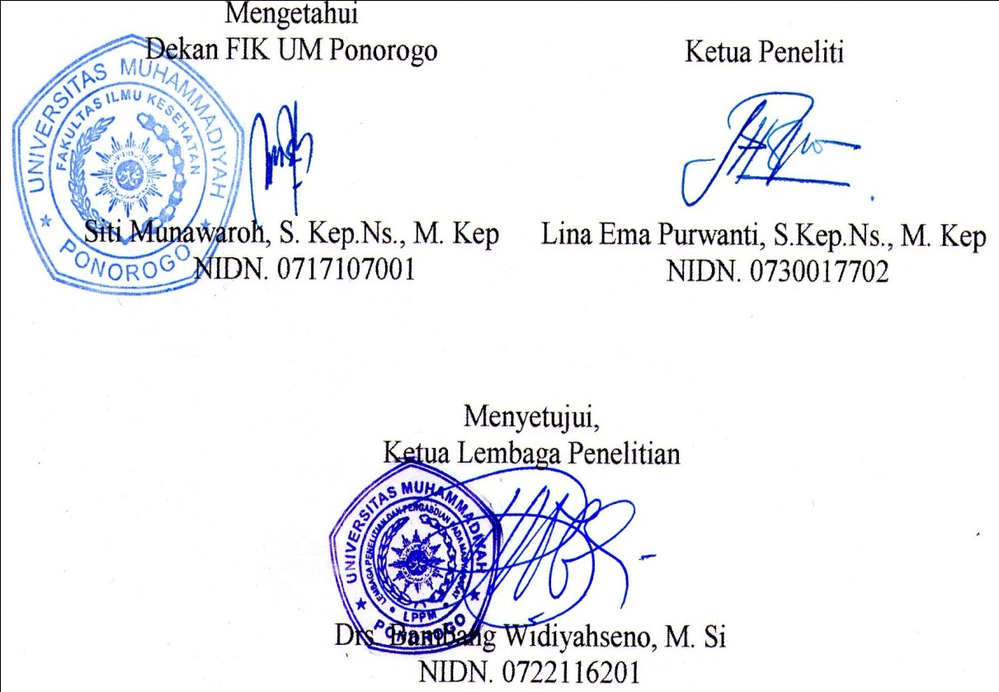 Mengetahui
Dekan FIK UM Ponorogo
UNIVERSITAS MUHAMMADIYAH
FAKULTAS ILMU KESEHATAN
PONOROGO
Siti Munawaroh, S. Kep.Ns., M. Kep
NIDN. 0717107001
Ketua Peneliti
Lina Ema Purwanti, S.Kep.Ns., M. Kep
NIDN. 0730017702
Menyetujui,
Ketua Lembaga Penelitian
UNIVERSITAS MUHAMMADIYAH
LEMBAGA PENELITIAN DAN PENGABDIAN PADA MASYARAKAT
LPPM
PONOROGO
Drs Bambang Widiyahseno, M. Si
NIDN. 0722116201